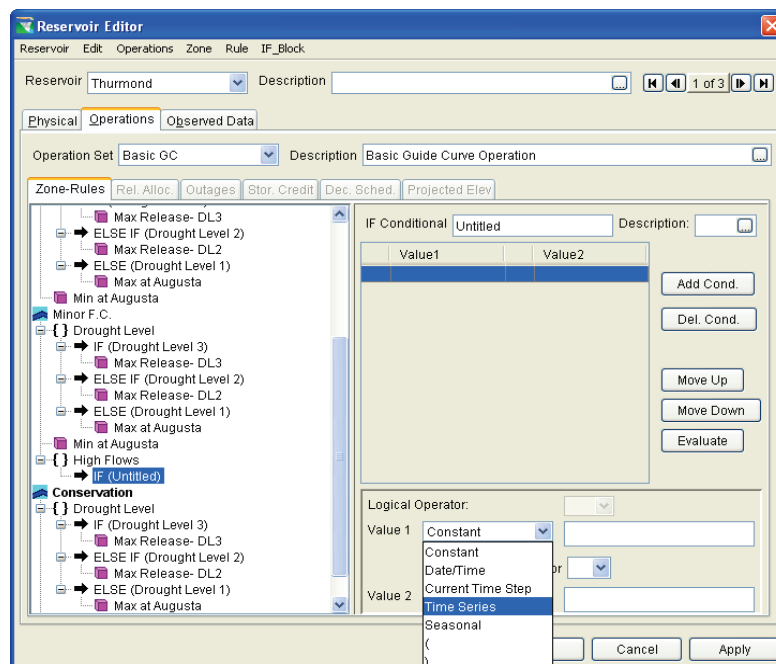 Reservoir Editor
Reservoir Edit Operations Zone Rule IF_Block
Reservoir Thurmond Description ... 1 of 3
Physical Operations Observed Data
Operation Set Basic GC Description Basic Guide Curve Operation ...
Zone-Rules Rel. Alloc. Outages Stor. Credit Dec. Sched. Projected Elev
Max Release- DL3
ELSE IF (Drought Level 2)
Max Release- DL2
ELSE (Drought Level 1)
Max at Augusta
Min at Augusta
Minor F.C.
{ } Drought Level
IF (Drought Level 3)
Max Release- DL3
ELSE IF (Drought Level 2)
Max Release- DL2
ELSE (Drought Level 1)
Max at Augusta
Min at Augusta
{ } High Flows
IF (Untitled)
Conservation
{ } Drought Level
IF (Drought Level 3)
Max Release- DL3
ELSE IF (Drought Level 2)
Max Release- DL2
ELSE (Drought Level 1)
Max at Augusta
IF Conditional Untitled Description: ...
Value1 Value2
Add Cond.
Del. Cond.
Move Up
Move Down
Evaluate
Logical Operator:
Value 1 Constant
Constant
Date/Time
Current Time Step
Time Series
Seasonal
(
)
or
Value 2
Cancel Apply